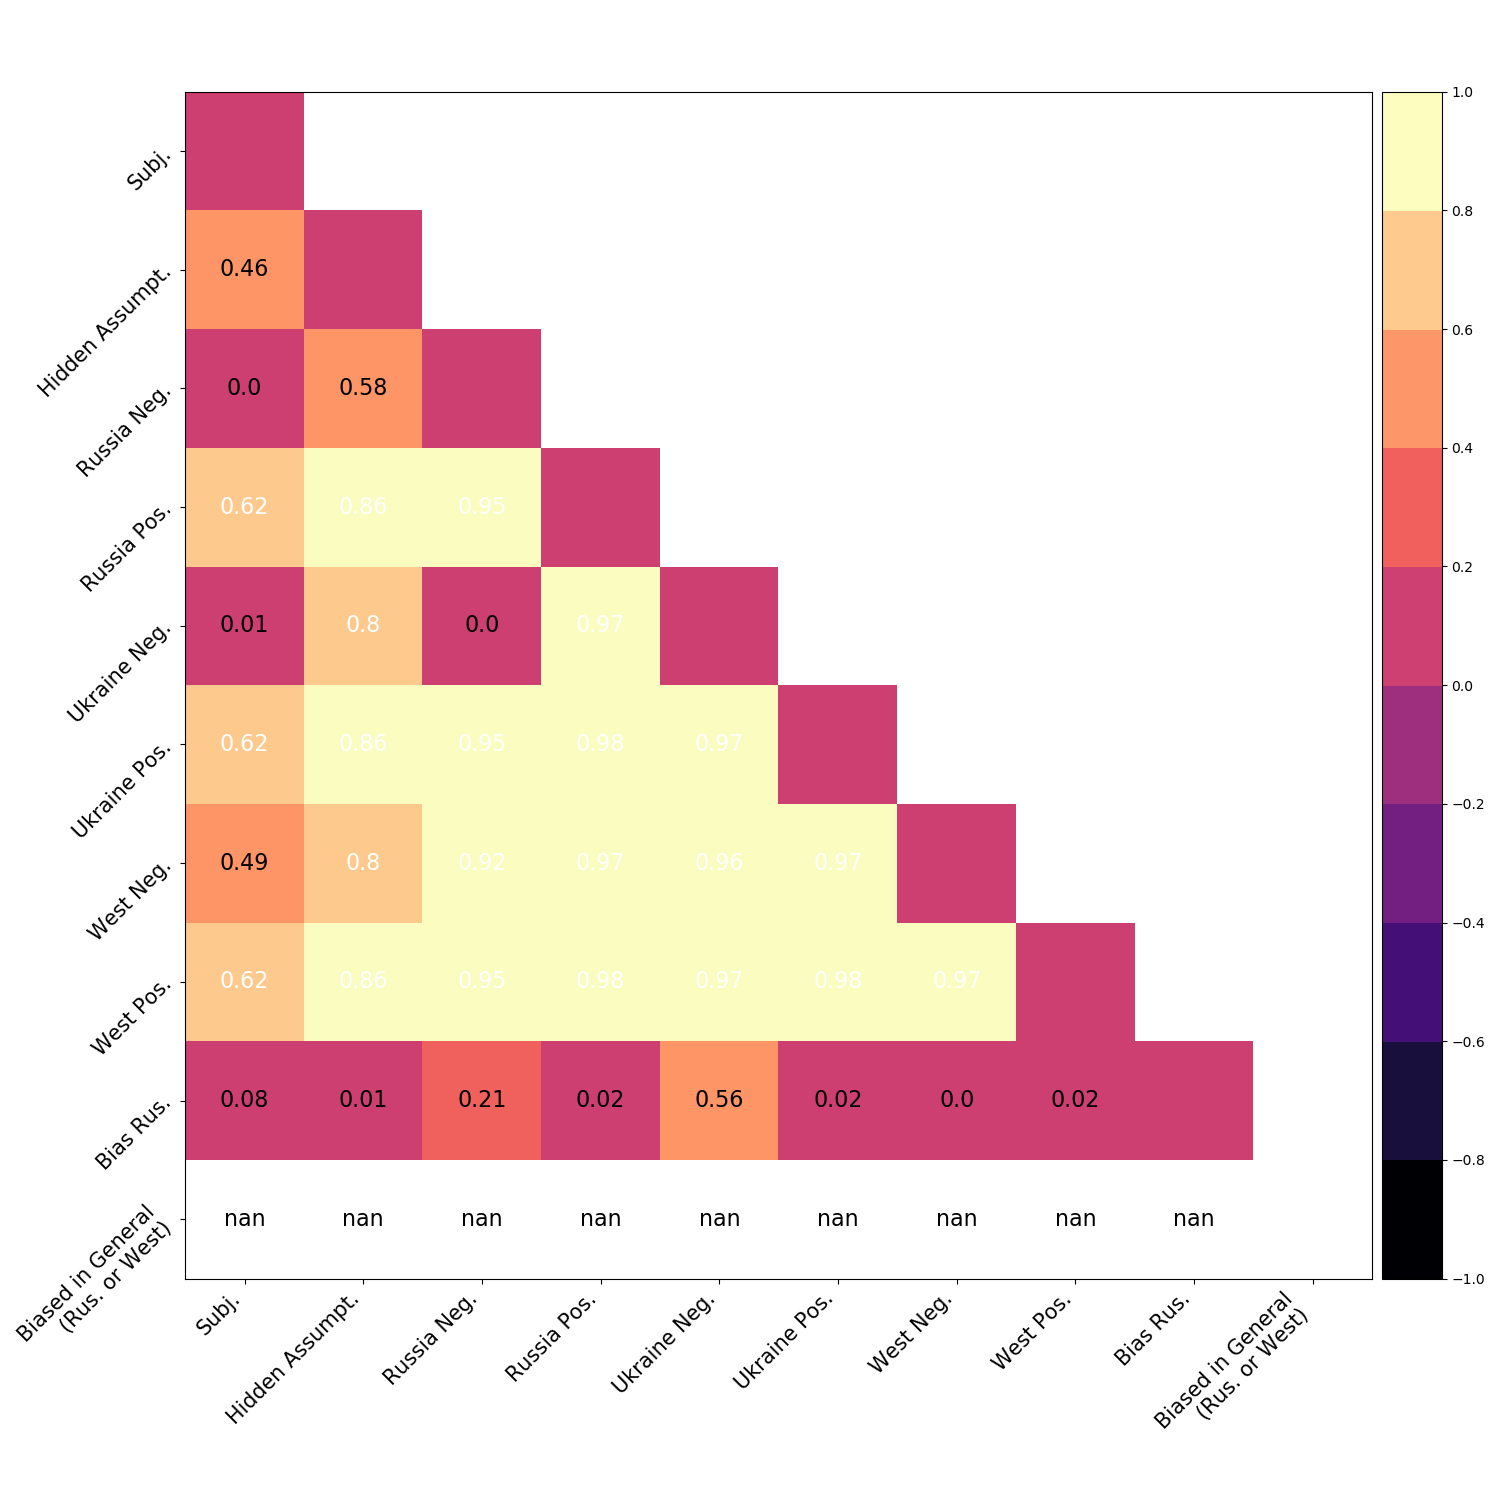 1.0
Subj.
0.8
Hidden Assumpt.
0.46
0.6
Russia Neg.
0.0 0.58
0.4
Russia Pos.
0.62 0.86 0.95
0.2
Ukraine Neg.
0.01 0.8 0.0 0.97
0.0
Ukraine Pos.
0.62 0.86 0.95 0.98 0.97
−0.2
West Neg.
0.49 0.8 0.92 0.97 0.96 0.97
−0.4
West Pos.
0.62 0.86 0.95 0.98 0.97 0.98 0.97
−0.6
Bias Rus.
0.08 0.01 0.21 0.02 0.56 0.02 0.0 0.02
−0.8
Biased in General
(Rus. or West)
nan nan nan nan nan nan nan nan nan
−1.0
Subj.
Hidden Assumpt.
Russia Neg.
Russia Pos.
Ukraine Neg.
Ukraine Pos.
West Neg.
West Pos.
Bias Rus.
Biased in General
(Rus. or West)